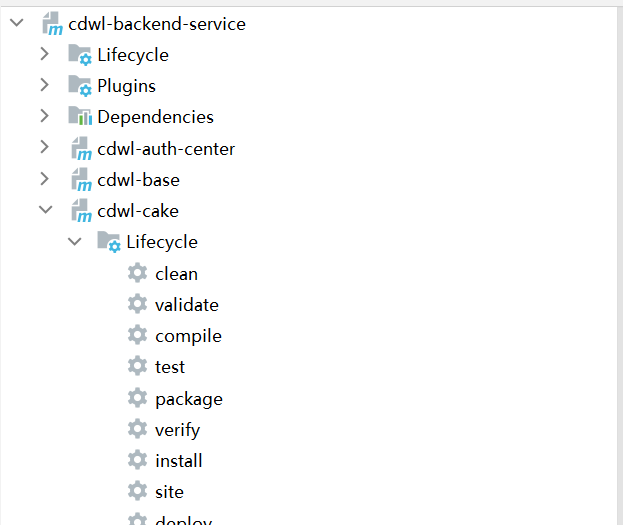 cdwl-backend-service
Lifecycle
Plugins
Dependencies
cdwl-auth-center
cdwl-base
cdwl-cake
Lifecycle
clean
validate
compile
test
package
verify
install
site
deploy